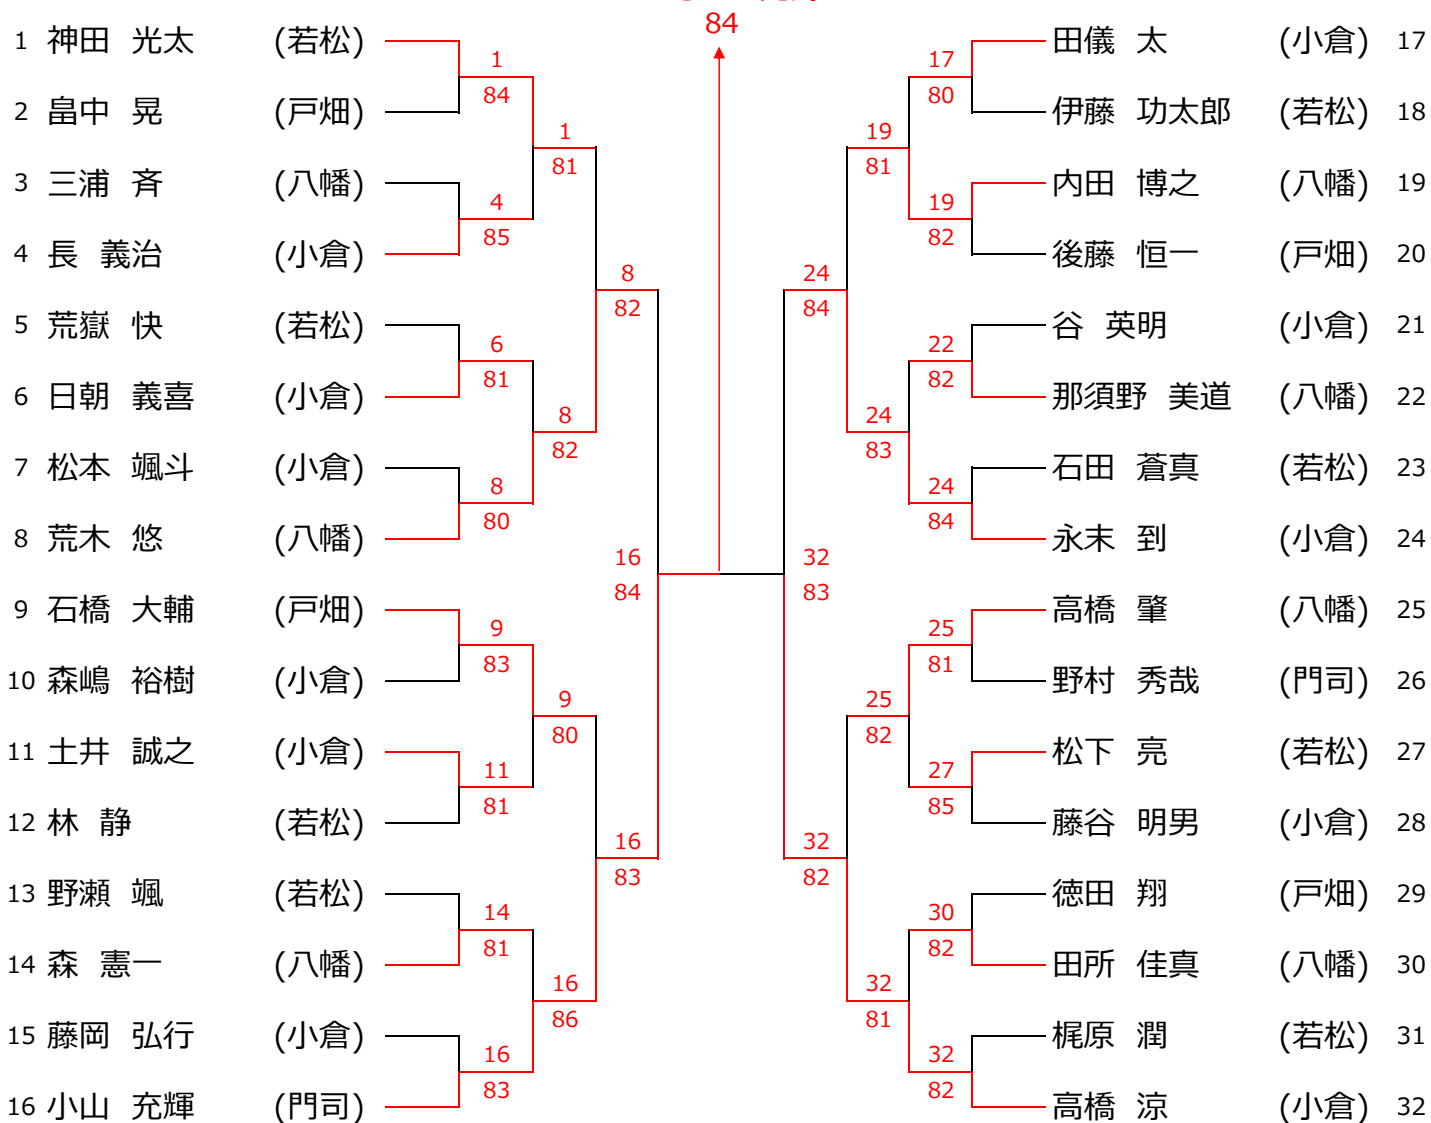 84
1 神田 光太 (若松)
2 畠中 晃 (戸畑)
3 三浦 斉 (八幡)
4 長 義治 (小倉)
5 荒嶽 快 (若松)
6 日朝 義喜 (小倉)
7 松本 颯斗 (小倉)
8 荒木 悠 (八幡)
9 石橋 大輔 (戸畑)
10 森嶋 裕樹 (小倉)
11 土井 誠之 (小倉)
12 林 静 (若松)
13 野瀬 颯 (若松)
14 森 憲一 (八幡)
15 藤岡 弘行 (小倉)
16 小山 充輝 (門司)
1
84
4
85
6
81
8
80
9
83
11
81
14
81
16
83
1
81
8
82
9
80
16
86
8
82
16
83
16
84
32
83
24
84
32
82
19
81
24
83
25
82
32
81
17
80
19
82
22
82
24
84
25
81
27
85
30
82
32
82
田儀 太 (小倉) 17
伊藤 功太郎 (若松) 18
内田 博之 (八幡) 19
後藤 恒一 (戸畑) 20
谷 英明 (小倉) 21
那須野 美道 (八幡) 22
石田 蒼真 (若松) 23
永末 到 (小倉) 24
高橋 肇 (八幡) 25
野村 秀哉 (門司) 26
松下 亮 (若松) 27
藤谷 明男 (小倉) 28
徳田 翔 (戸畑) 29
田所 佳真 (八幡) 30
梶原 潤 (若松) 31
高橋 涼 (小倉) 32